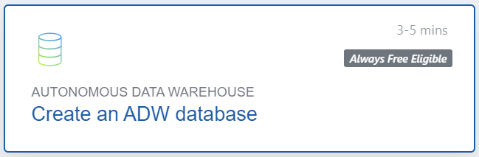 3-5 mins
Always Free Eligible
AUTONOMOUS DATA WAREHOUSE
Create an ADW database